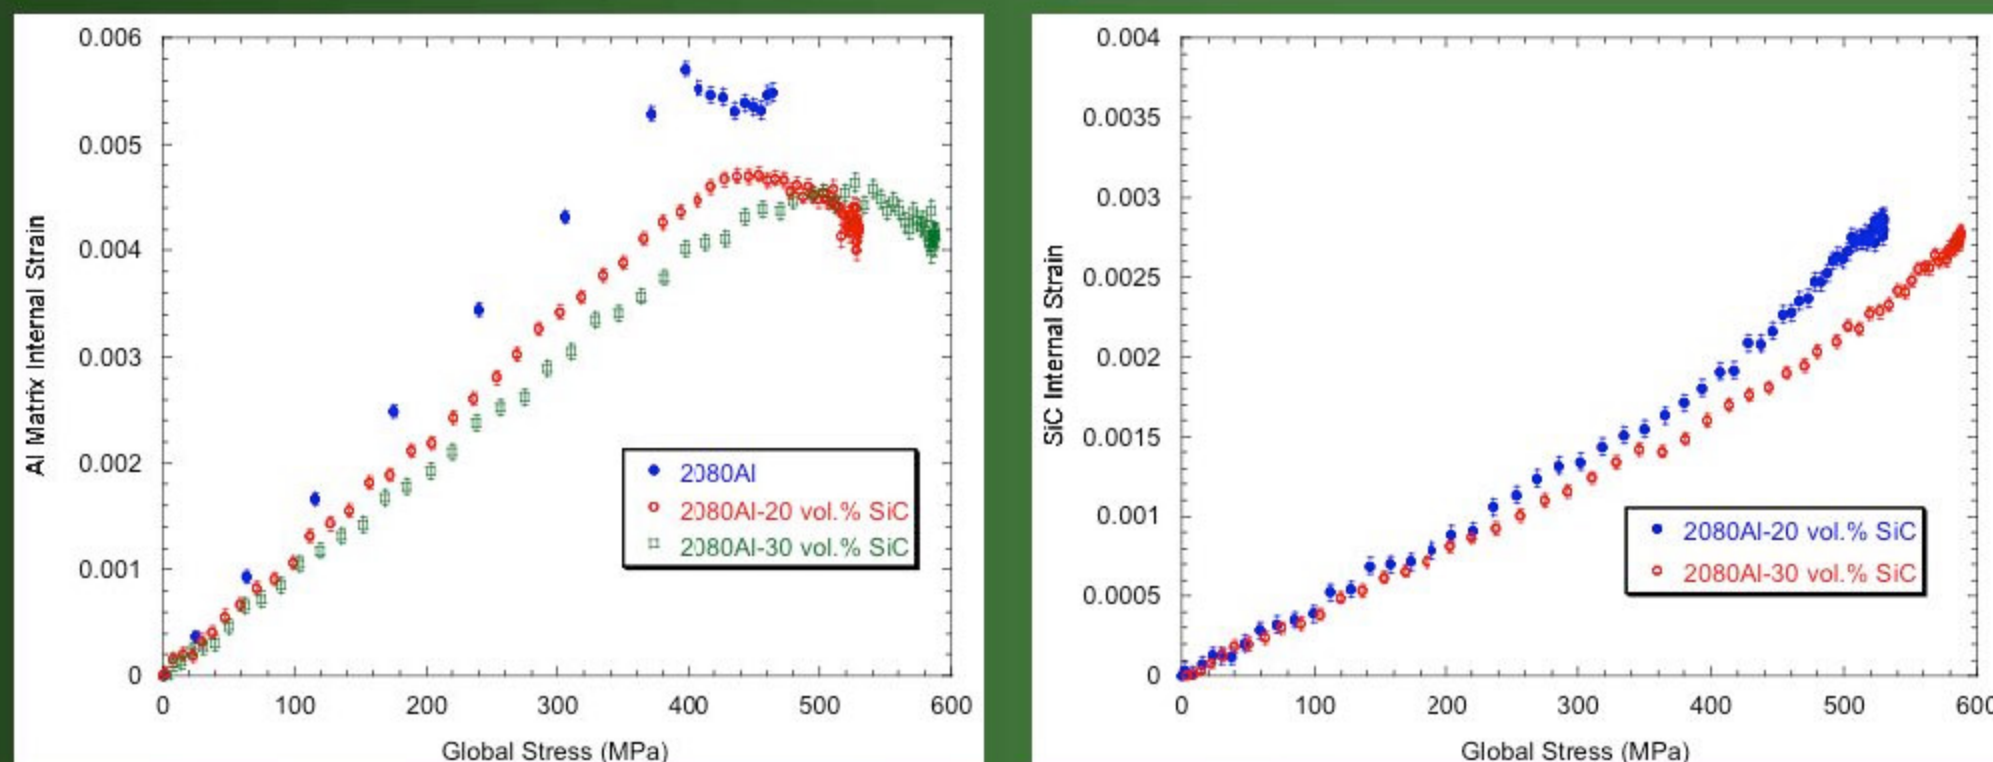 0.006
0.005
0.004
0.003
0.002
0.001
0
0 100 200 300 400 500 600
Al Matrix Internal Strain
Global Stress (MPa)
2080Al
2080Al-20 vol.% SiC
2080Al-30 vol.% SiC
0.004
0.0035
0.003
0.0025
0.002
0.0015
0.001
0.0005
0
0 100 200 300 400 500 600
SiC Internal Strain
Global Stress (MPa)
2080Al-20 vol.% SiC
2080Al-30 vol.% SiC